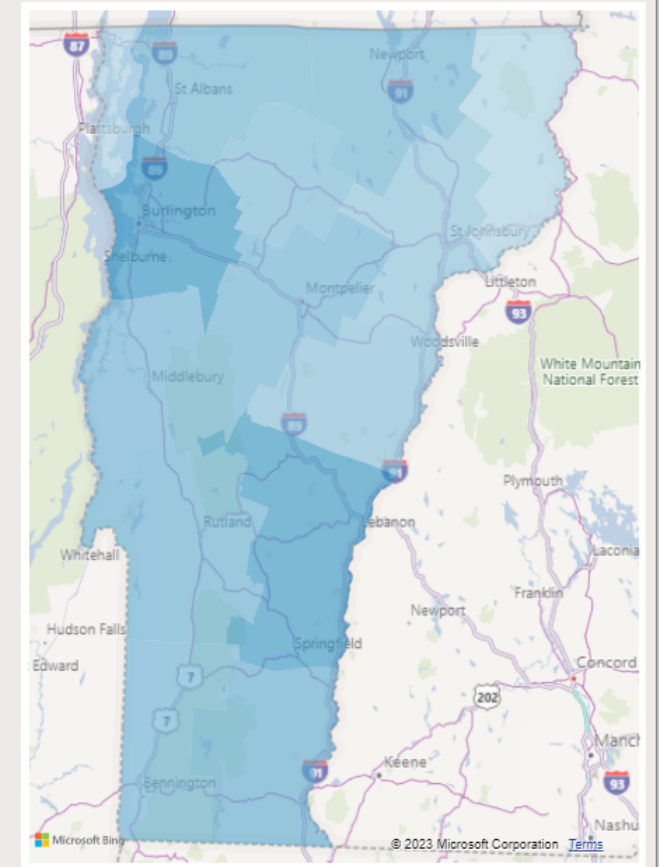 87
89
Newport
91
St Albans
Plattsburgh
89
Burlington
St Johnsbury
Shelburne
Littleton
Montpelier
93
Woodsville
White Mountain
National Forest
Middlebury
89
91
Plymouth
Rutland
Lebanon
Whitehall
Laconia
Franklin
Newport
Hudson Falls
Springfield
Edward
Concord
7
202
7
Manch
Keene
91
93
Bennington
Nashu
Microsoft Bing
© 2023 Microsoft Corporation Terms